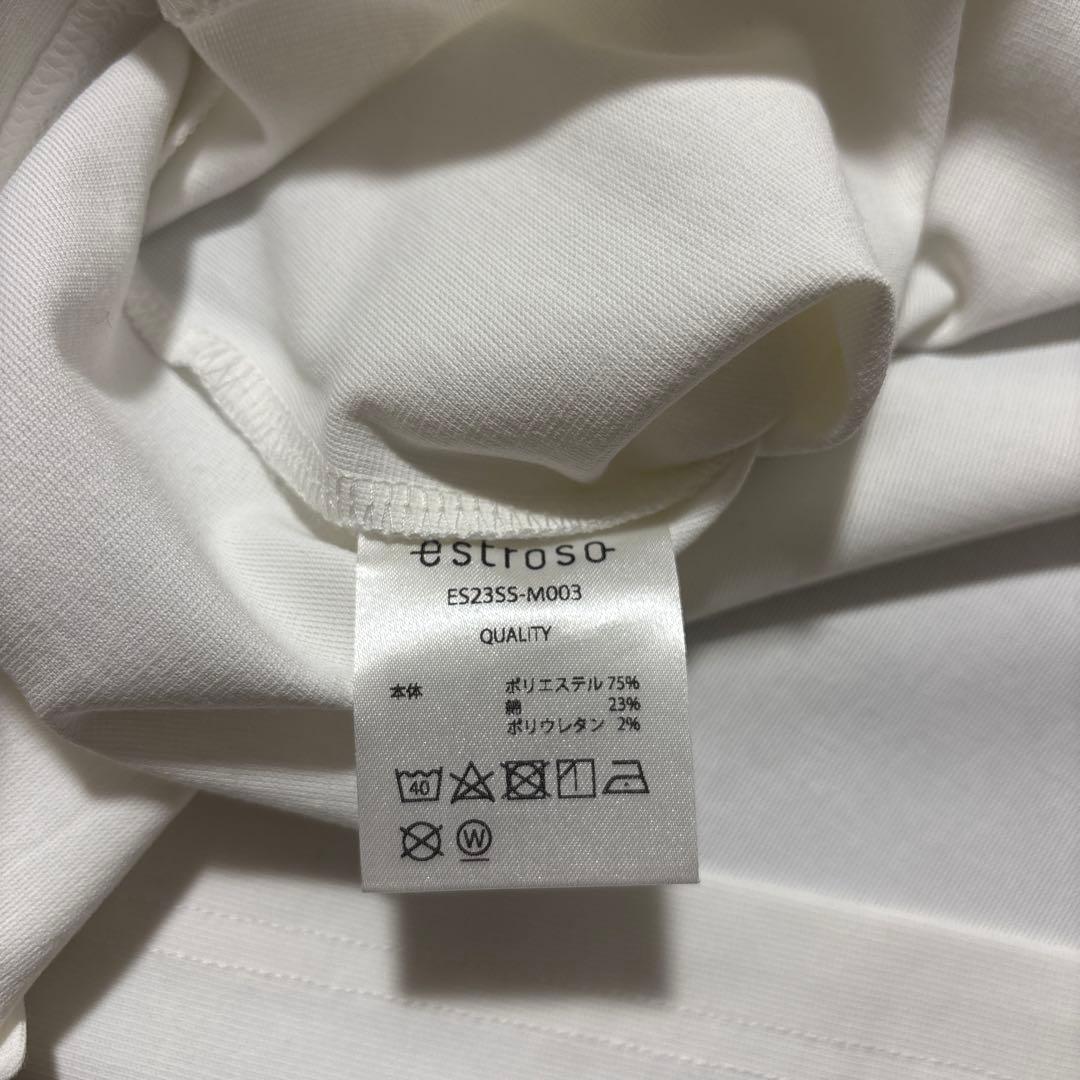 estroso
ES23SS-M003
QUALITY
本体 ポリエステル 75%
綿 23%
ポリウレタン 2%
40
W